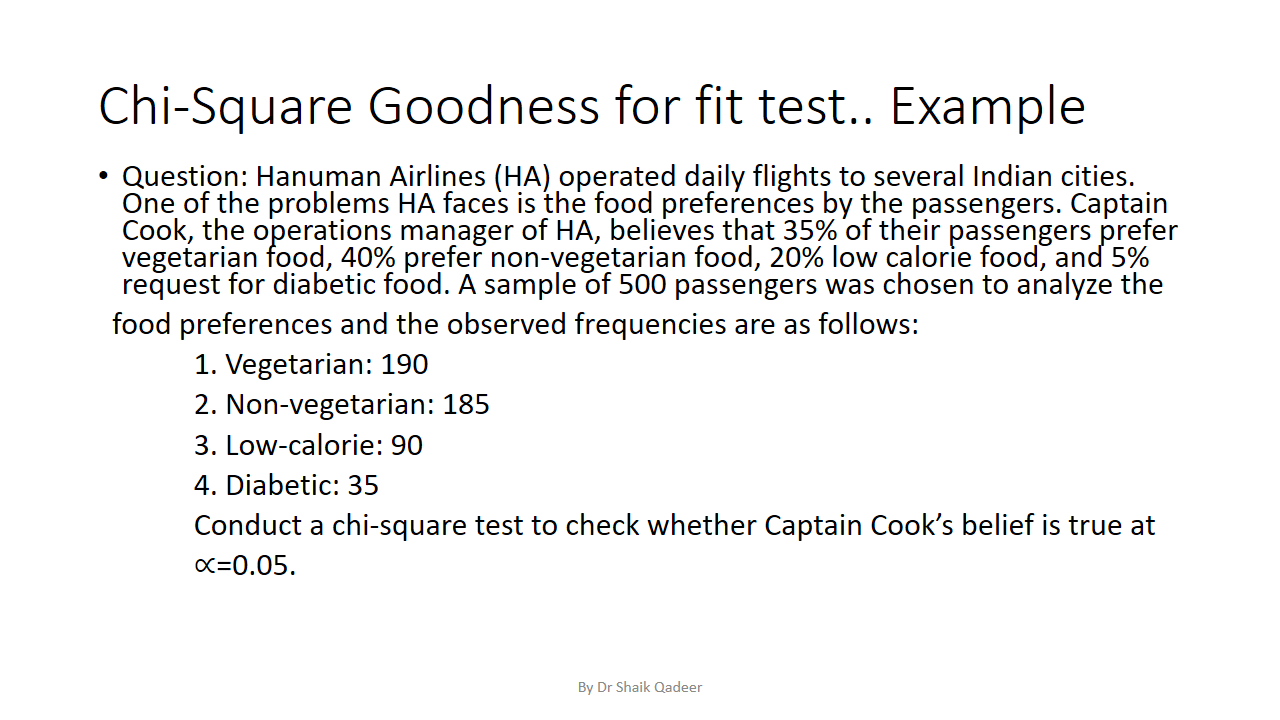 Chi-Square Goodness for fit test.. Example
• Question: Hanuman Airlines (HA) operated daily flights to several Indian cities.
One of the problems HA faces is the food preferences by the passengers. Captain
Cook, the operations manager of HA, believes that 35% of their passengers prefer
vegetarian food, 40% prefer non-vegetarian food, 20% low calorie food, and 5%
request for diabetic food. A sample of 500 passengers was chosen to analyze the
food preferences and the observed frequencies are as follows:
1. Vegetarian: 190
2. Non-vegetarian: 185
3. Low-calorie: 90
4. Diabetic: 35
Conduct a chi-square test to check whether Captain Cook’s belief is true at
∝=0.05.
By Dr Shaik Qadeer